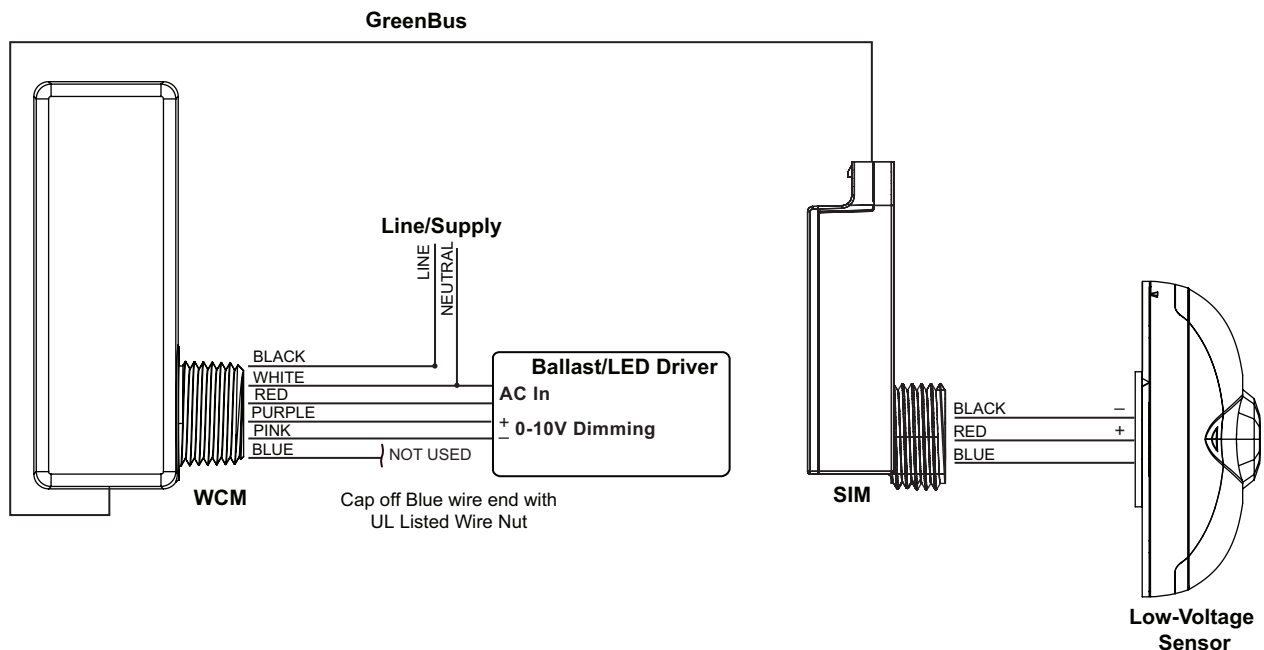 GreenBus
Line/Supply
LINE
NEUTRAL
BLACK
WHITE
RED
PURPLE
PINK
BLUE
NOT USED
Ballast/LED Driver
AC In
+ 0-10V Dimming
–
WCM
Cap off Blue wire end with
UL Listed Wire Nut
BLACK –
RED +
BLUE
SIM
Low-Voltage
Sensor